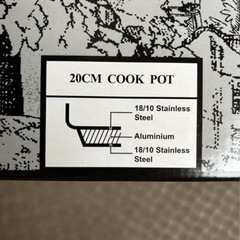 20CM COOK POT
18/10 Stainless
Steel
Aluminium
18/10 Stainless
Steel